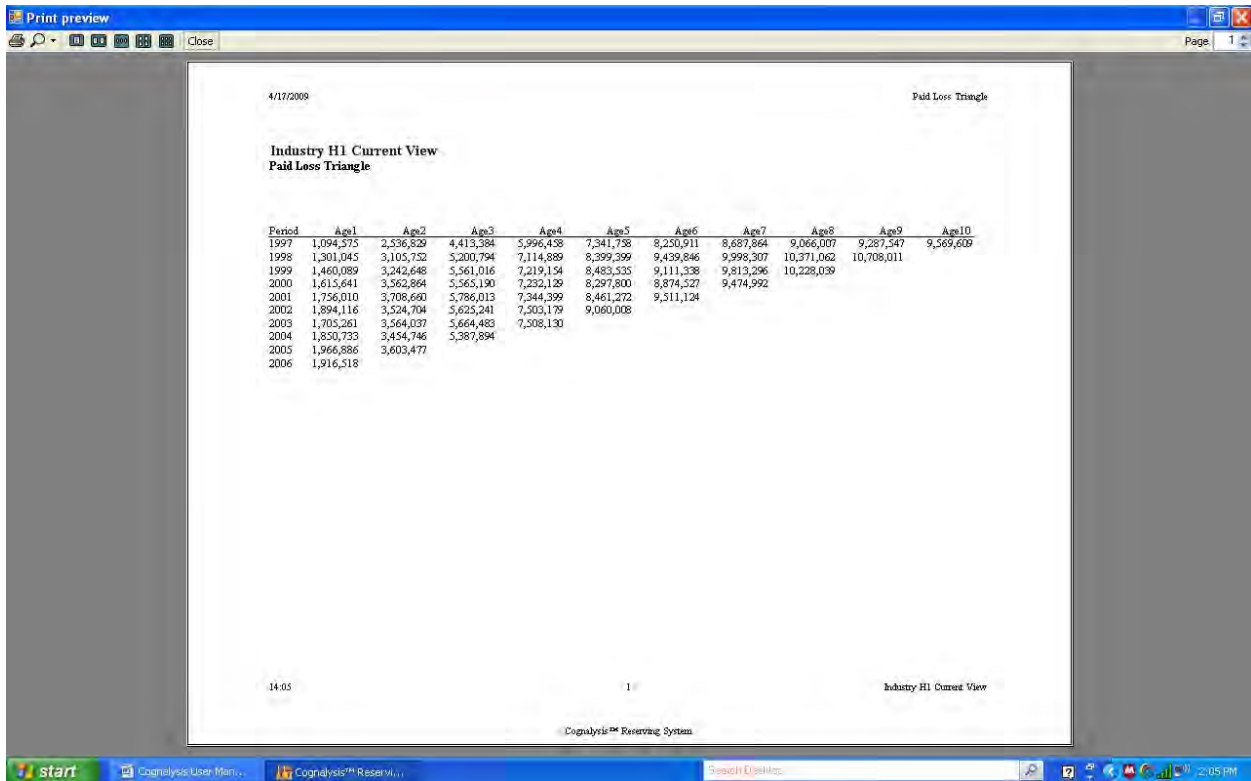 Print preview
Close
Page 1
4/17/2009 Paid Loss Triangle
Industry H1 Current View
Paid Loss Triangle
Period Age1 Age2 Age3 Age4 Age5 Age6 Age7 Age8 Age9 Age10
1997 1,094,575 2,536,829 4,413,384 5,996,458 7,341,758 8,250,911 8,687,864 9,066,007 9,287,547 9,569,609
1998 1,301,045 3,105,752 5,200,794 7,114,889 8,399,399 9,439,846 9,998,307 10,371,062 10,708,011
1999 1,460,089 3,242,648 5,561,016 7,219,154 8,483,535 9,111,338 9,813,296 10,228,039
2000 1,615,641 3,562,864 5,565,190 7,232,129 8,297,800 8,874,527 9,474,992
2001 1,756,010 3,708,660 5,786,013 7,344,399 8,461,272 9,511,124
2002 1,894,116 3,524,704 5,625,241 7,503,179 9,060,008
2003 1,705,261 3,564,037 5,664,483 7,508,130
2004 1,850,733 3,454,746 5,387,894
2005 1,966,886 3,603,477
2006 1,916,518
14:05 1 Industry H1 Current View
Cognalysis™ Reserving System
start Cognalysis User Man... Cognalysis™ Reservi... 2:05 PM